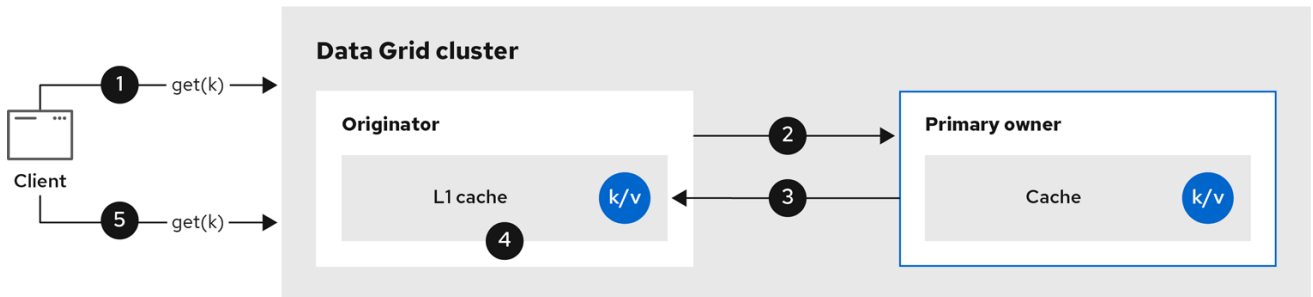 Data Grid cluster
1 get(k)
Originator
Primary owner
2
Client
L1 cache k/v
3
Cache k/v
5 get(k)
4